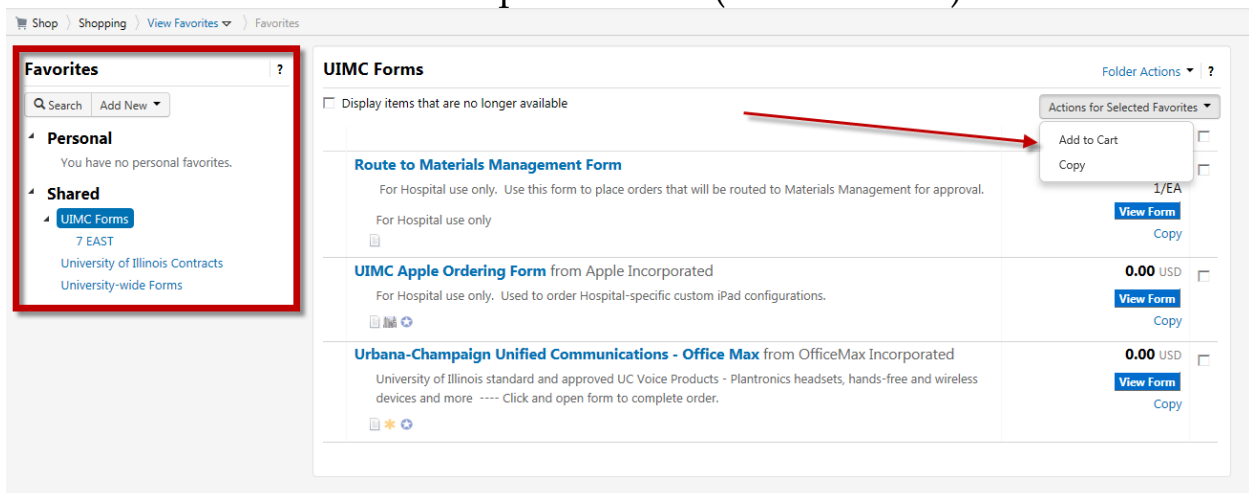 Shop 〉 Shopping 〉 View Favorites 〉 Favorites
Favorites ?
Search Add New
Personal
You have no personal favorites.
Shared
UIMC Forms
7 EAST
University of Illinois Contracts
University-wide Forms
UIMC Forms
Folder Actions ?
Display items that are no longer available
Actions for Selected Favorites
Add to Cart
Copy
Route to Materials Management Form
For Hospital use only. Use this form to place orders that will be routed to Materials Management for approval.
For Hospital use only
1/EA
View Form
Copy
UIMC Apple Ordering Form from Apple Incorporated
For Hospital use only. Used to order Hospital-specific custom iPad configurations.
0.00 USD
View Form
Copy
Urbana-Champaign Unified Communications - Office Max from OfficeMax Incorporated
University of Illinois standard and approved UC Voice Products - Plantronics headsets, hands-free and wireless
devices and more ---- Click and open form to complete order.
0.00 USD
View Form
Copy